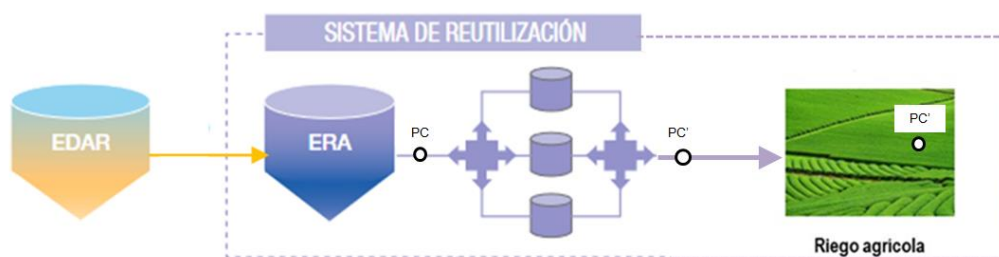 SISTEMA DE REUTILIZACIÓN
EDAR
ERA
PC
PC'
PC'
Riego agricola